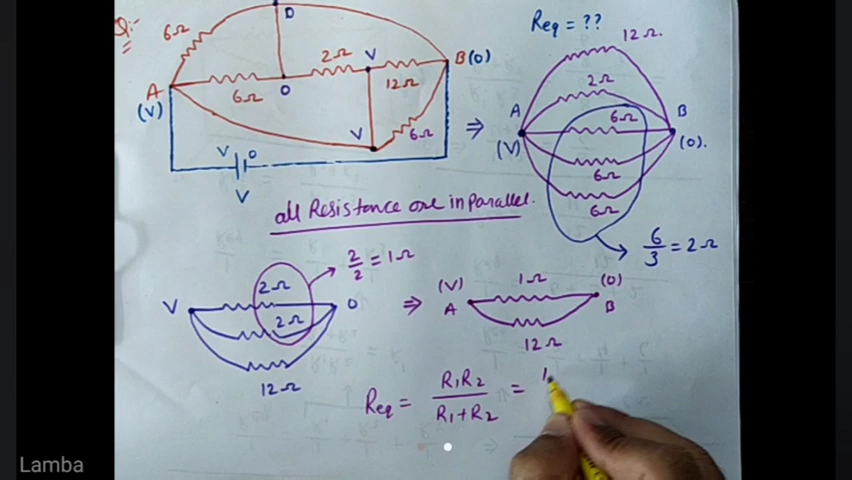 Q:-
6Ω
D
2Ω
V
6Ω
O
12Ω
A
(V)
B(0)
V
6Ω
V
O
V
Req = ??
12Ω.
2Ω
A
B
6Ω
(V)
(0).
6Ω
6Ω
⇒
6/3 = 2Ω
all Resistance are in parallel.
2/2 = 1Ω
2Ω
V
O
2Ω
12Ω
⇒
(V)
1Ω
(0)
A
B
12Ω
Req = R1R2/R1+R2 = 1
Lamba